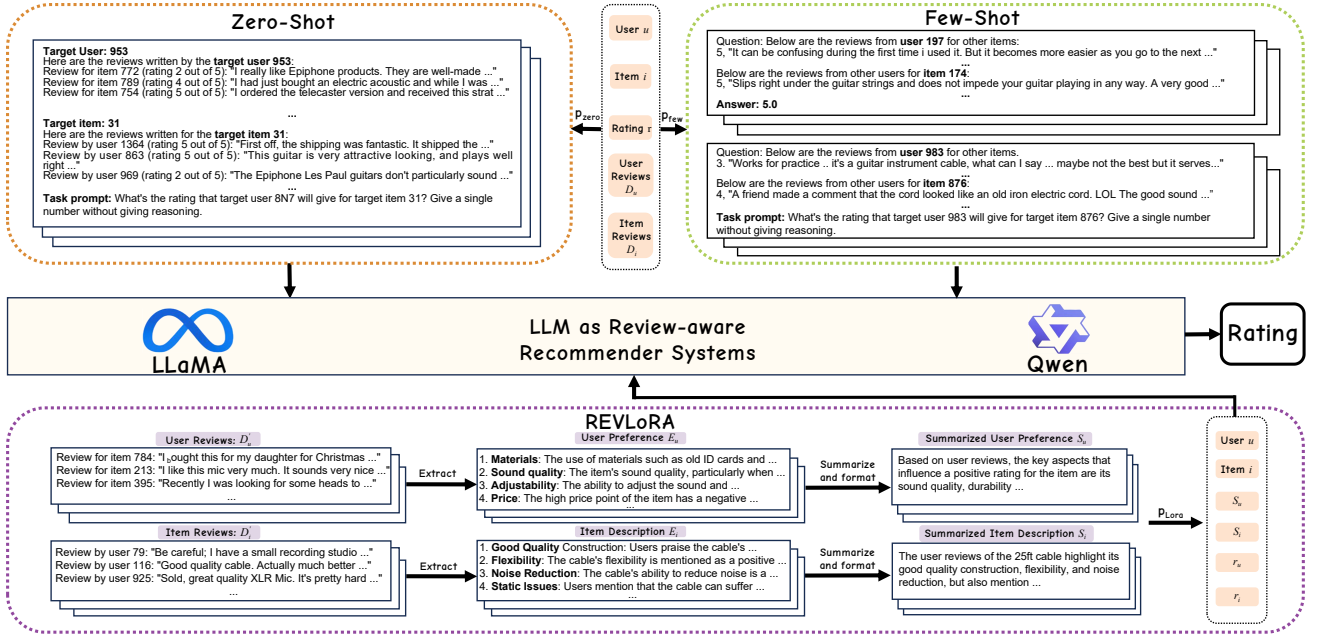 Zero-Shot
Target User: 953
Here are the reviews written by the target user 953:
Review for item 772 (rating 2 out of 5): "I really like Epiphone products. They are well-made ..."
Review for item 789 (rating 4 out of 5): "I had just bought an electric acoustic and while I was ...
Review for item 754 (rating 5 out of 5): "I ordered the telecaster version and received this strat ...
...
Target item: 31
Here are the reviews written for the target item 31:
Review by user 1364 (rating 5 out of 5): "First off, the shipping was fantastic. It shipped the ...
Review by user 863 (rating 5 out of 5): "This guitar is very attractive looking, and plays well
right ..."
Review by user 969 (rating 2 out of 5): "The Epiphone Les Paul guitars don't particularly sound ...
...
Task prompt: What's the rating that target user 8N7 will give for target item 31? Give a single
number without giving reasoning.
User u
Item i
Rating r
User
Reviews
D_u
Item
Reviews
D_i
p_zero
p_few
Few-Shot
Question: Below are the reviews from user 197 for other items:
5, "It can be confusing during the first time i used it. But it becomes more easier as you go to the next ..."
...
Below are the reviews from other users for item 174:
5, "Slips right under the guitar strings and does not impede your guitar playing in any way. A very good ...
...
Answer: 5.0
Below are the reviews from user 983 for other items.
3. "Works for practice .. it's a guitar instrument cable, what can I say ... maybe not the best but it serves..."
...
Below are the reviews from other users for item 876:
4, "A friend made a comment that the cord looked like an old iron electric cord. LOL The good sound ..."
...
Task prompt: What's the rating that target user 983 will give for target item 876? Give a single number
without giving reasoning.
LLaMA
LLM as Review-aware
Recommender Systems
Qwen
Rating
REVLoRA
User Reviews: D'_u
Review for item 784: "I bought this for my daughter for Christmas ..."
Review for item 213: "I like this mic very much. It sounds very nice ..."
Review for item 395: "Recently I was looking for some heads to ..."
...
Extract
User Preference E_u
1. Materials: The use of materials such as old ID cards and ...
2. Sound quality: The item's sound quality, particularly when ...
3. Adjustability: The ability to adjust the sound and ...
4. Price: The high price point of the item has a negative ...
...
Summarize
and format
Summarized User Preference S_u
Based on user reviews, the key aspects that
influence a positive rating for the item are its
sound quality, durability ...
Item Reviews: D'_i
Review by user 79: "Be careful; I have a small recording studio ..."
Review by user 116: "Good quality cable. Actually much better ..."
Review by user 925: "Sold, great quality XLR Mic. It's pretty hard ...
...
Extract
Item Description E_i
1. Good Quality Construction: Users praise the cable's ...
2. Flexibility: The cable's flexibility is mentioned as a positive ...
3. Noise Reduction: The cable's ability to reduce noise is a ...
4. Static Issues: Users mention that the cable can suffer ...
...
Summarize
and format
Summarized Item Description S_i
The user reviews of the 25ft cable highlight its
good quality construction, flexibility, and noise
reduction, but also mention ...
p_Lora
User u
Item i
S_u
S_i
r_u
r_i